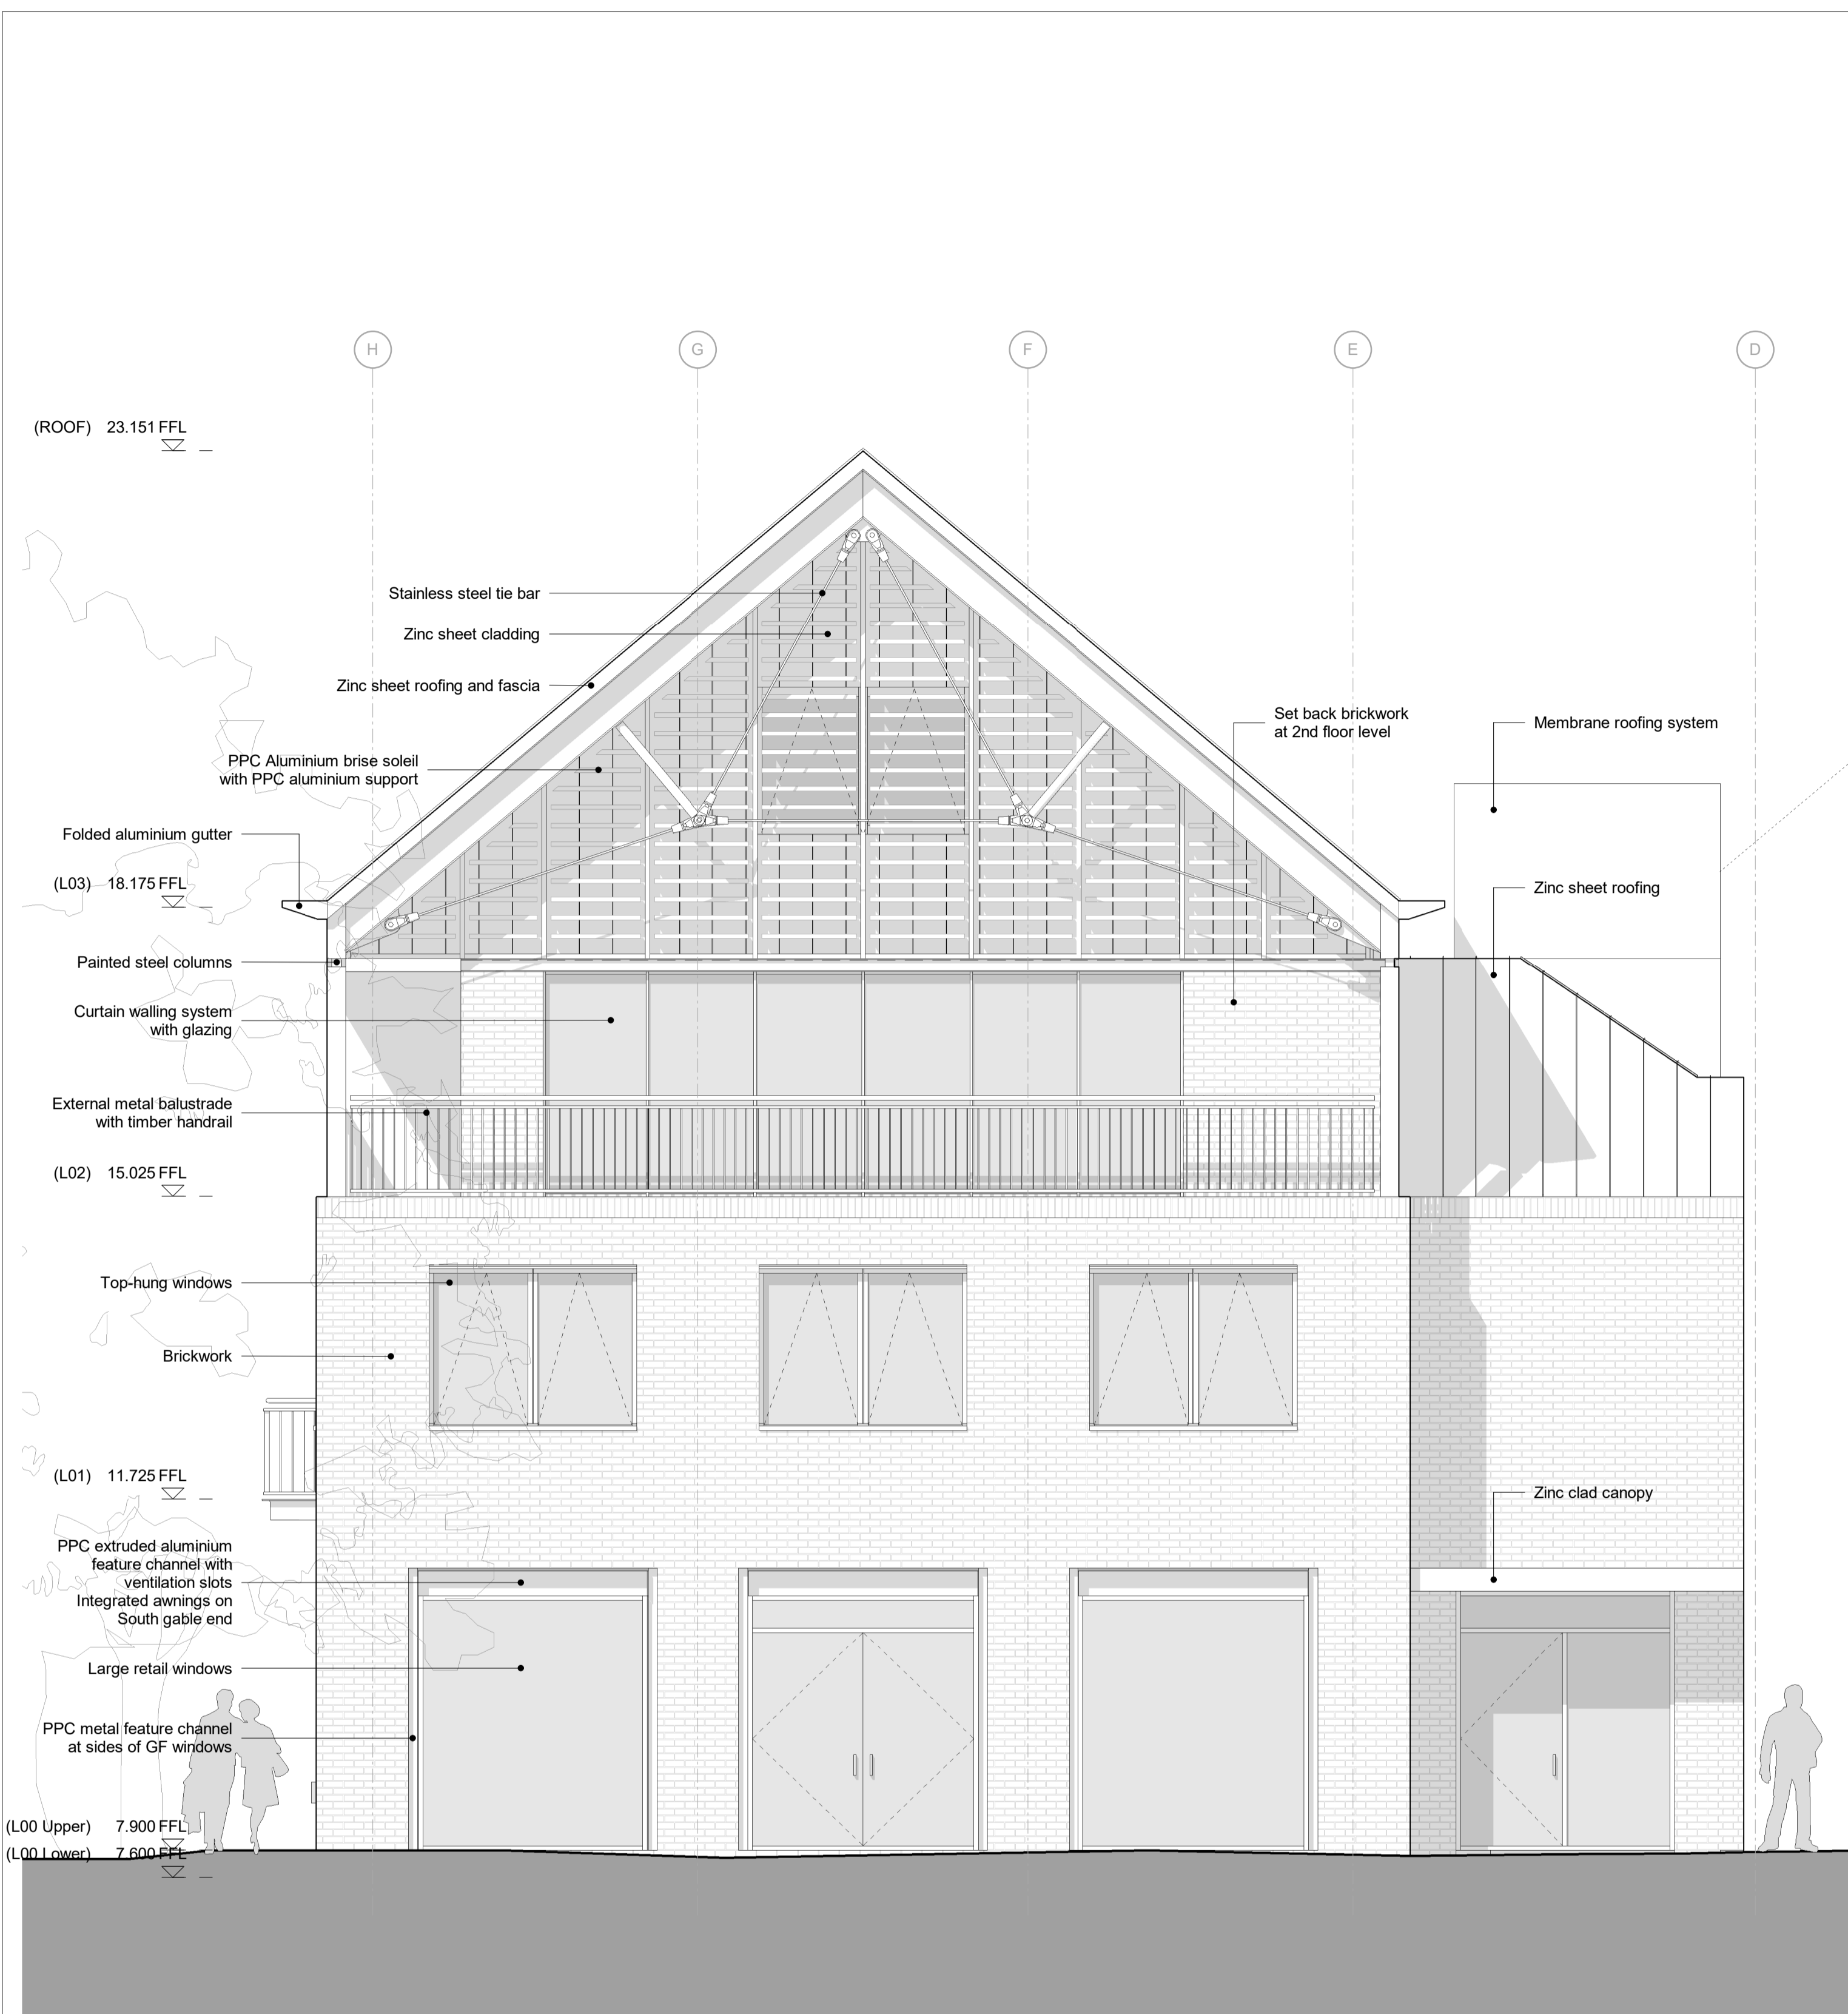 H
G
F
E
D
(ROOF) 23.151 FFL
Stainless steel tie bar
Zinc sheet cladding
Zinc sheet roofing and fascia
Set back brickwork
at 2nd floor level
Membrane roofing system
PPC Aluminium brise soleil
with PPC aluminium support
Folded aluminium gutter
(L03) 18.175 FFL
Zinc sheet roofing
Painted steel columns
Curtain walling system
with glazing
External metal balustrade
with timber handrail
(L02) 15.025 FFL
Top-hung windows
Brickwork
(L01) 11.725 FFL
Zinc clad canopy
PPC extruded aluminium
feature channel with
ventilation slots
Integrated awnings on
South gable end
Large retail windows
PPC metal feature channel
at sides of GF windows
(L00 Upper) 7.900 FFL
(L00 Lower) 7.600 FFL